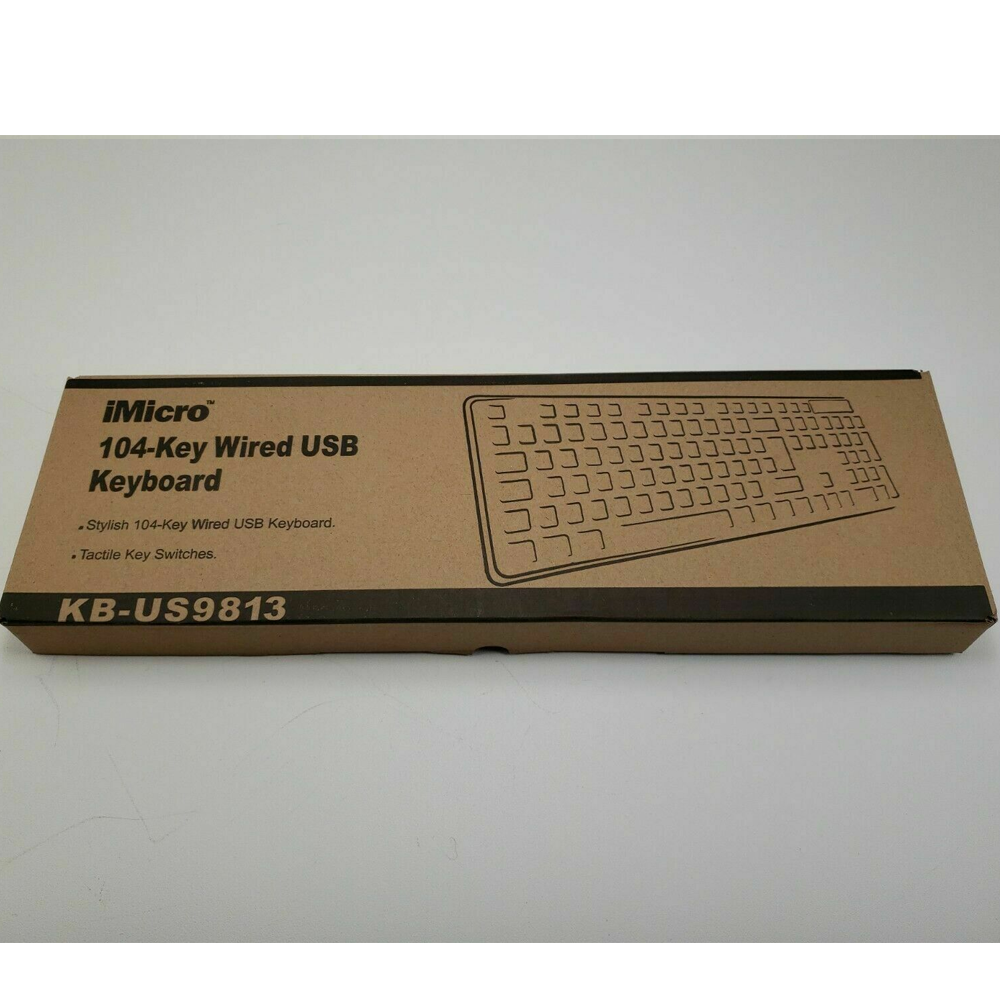 iMicro™
104-Key Wired USB
Keyboard
• Stylish 104-Key Wired USB Keyboard.
• Tactile Key Switches.
KB-US9813